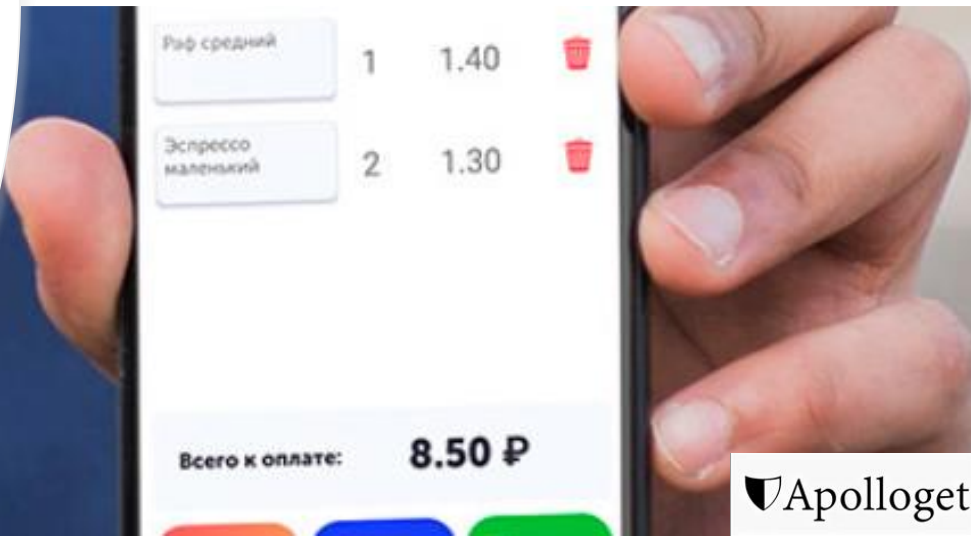 Раф средний
1 1.40
Эспрессо
маленький
2 1.30
Всего к оплате:
8.50 ₽
Apolloget